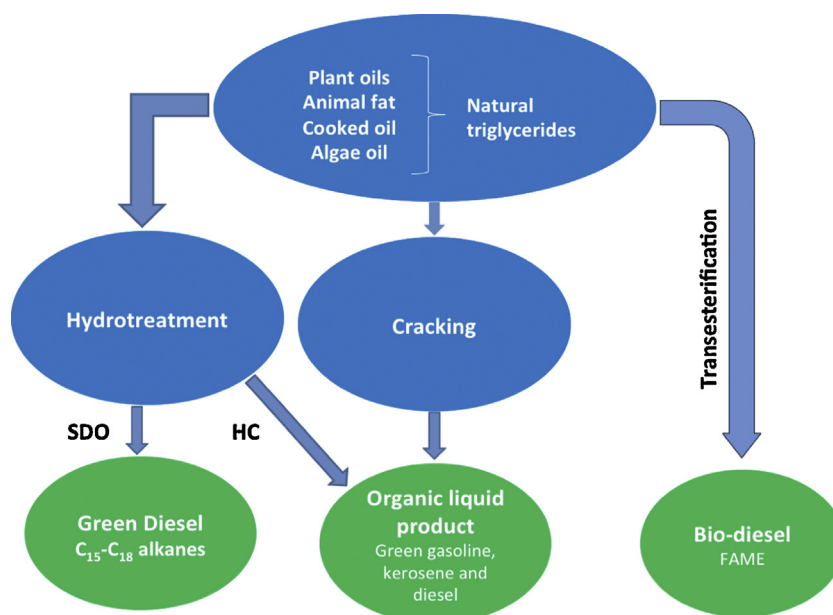 Plant oils
Animal fat
Cooked oil
Algae oil
Natural
triglycerides
Transesterification
Hydrotreatment
Cracking
SDO
HC
Green Diesel
C₁₅-C₁₈ alkanes
Organic liquid
product
Green gasoline,
kerosene and
diesel
Bio-diesel
FAME